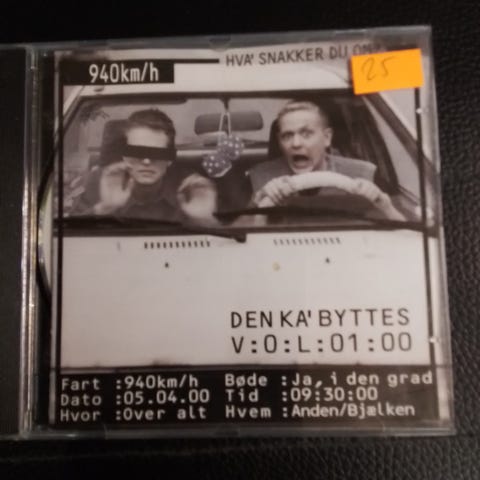 940km/h
HVA' SNAKKER DU OM?
25
DEN KA' BYTTES
V:O:L:01:00
Fart :940km/h Bøde :Ja, i den grad
Dato :05.04.00 Tid :09:30:00
Hvor :Over alt Hvem :Anden/Bjælken